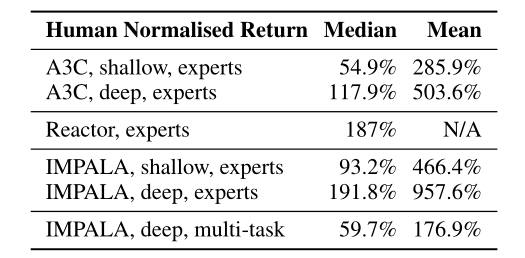 Human Normalised Return Median Mean
A3C, shallow, experts 54.9% 285.9%
A3C, deep, experts 117.9% 503.6%
Reactor, experts 187% N/A
IMPALA, shallow, experts 93.2% 466.4%
IMPALA, deep, experts 191.8% 957.6%
IMPALA, deep, multi-task 59.7% 176.9%